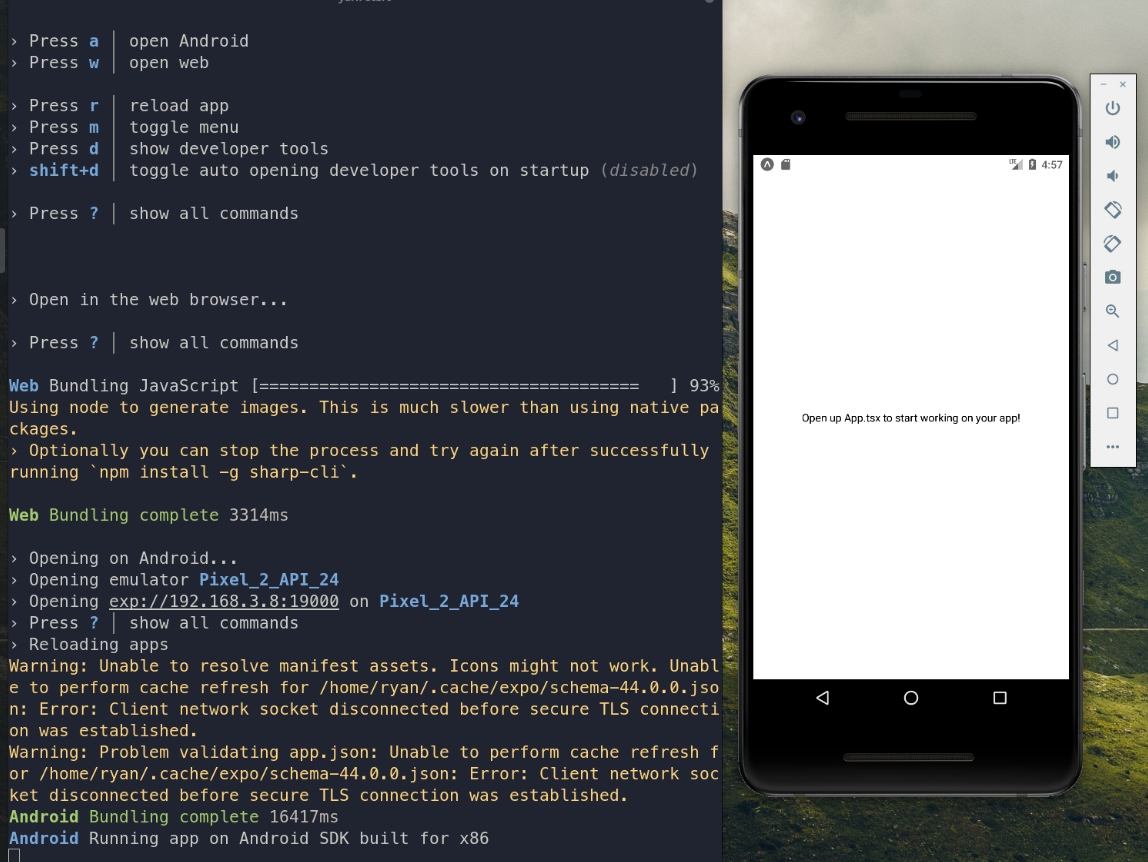 › Press a │ open Android
› Press w │ open web
› Press r │ reload app
› Press m │ toggle menu
› Press d │ show developer tools
› shift+d │ toggle auto opening developer tools on startup (disabled)
› Press ? │ show all commands
› Open in the web browser...
› Press ? │ show all commands
Web Bundling JavaScript [======================================   ] 93%
Using node to generate images. This is much slower than using native pa
ckages.
› Optionally you can stop the process and try again after successfully
running `npm install -g sharp-cli`.
Web Bundling complete 3314ms
› Opening on Android...
› Opening emulator Pixel_2_API_24
› Opening exp://192.168.3.8:19000 on Pixel_2_API_24
› Press ? │ show all commands
› Reloading apps
Warning: Unable to resolve manifest assets. Icons might not work. Unabl
e to perform cache refresh for /home/ryan/.cache/expo/schema-44.0.0.jso
n: Error: Client network socket disconnected before secure TLS connecti
on was established.
Warning: Problem validating app.json: Unable to perform cache refresh f
or /home/ryan/.cache/expo/schema-44.0.0.json: Error: Client network soc
ket disconnected before secure TLS connection was established.
Android Bundling complete 16417ms
Android Running app on Android SDK built for x86
LTE 4:57
Open up App.tsx to start working on your app!